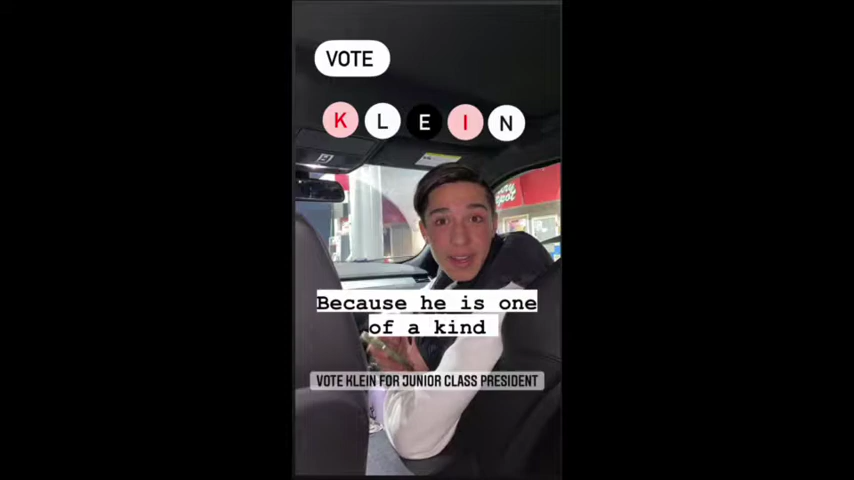 VOTE
KLEIN
Because he is one
of a kind
VOTE KLEIN FOR JUNIOR CLASS PRESIDENT